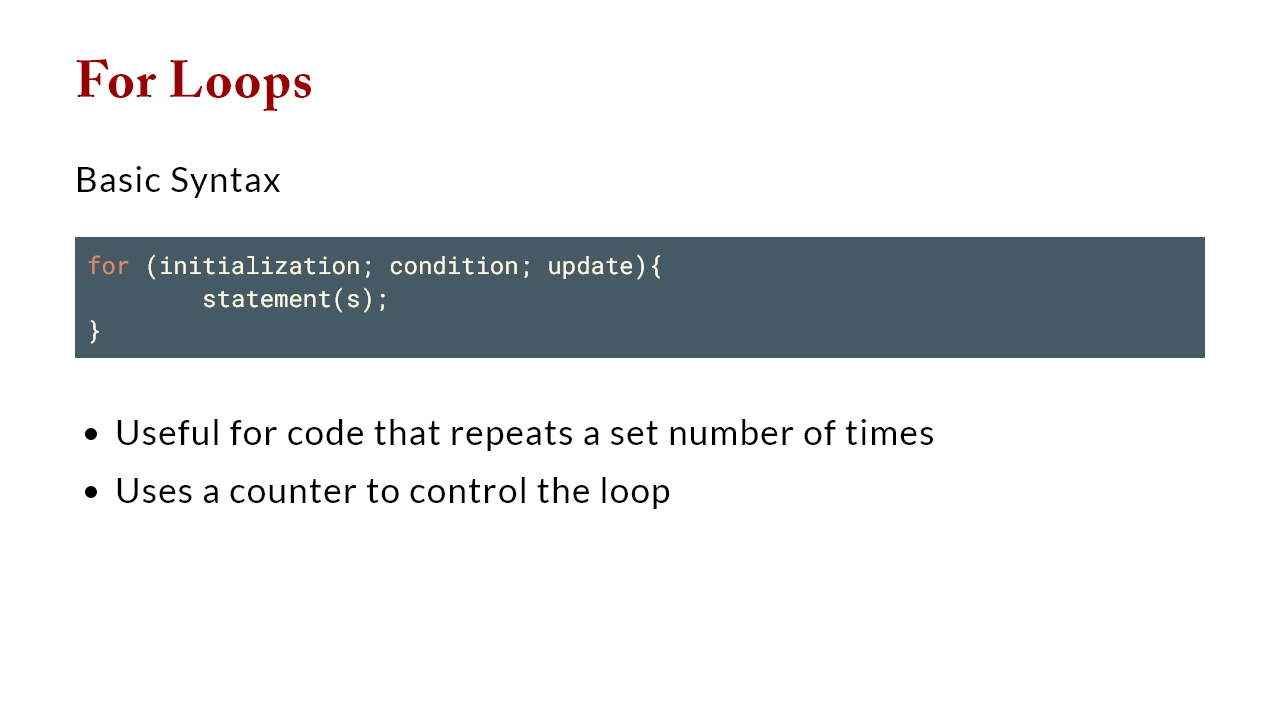 For Loops
Basic Syntax
for (initialization; condition; update){
        statement(s);
}
• Useful for code that repeats a set number of times
• Uses a counter to control the loop